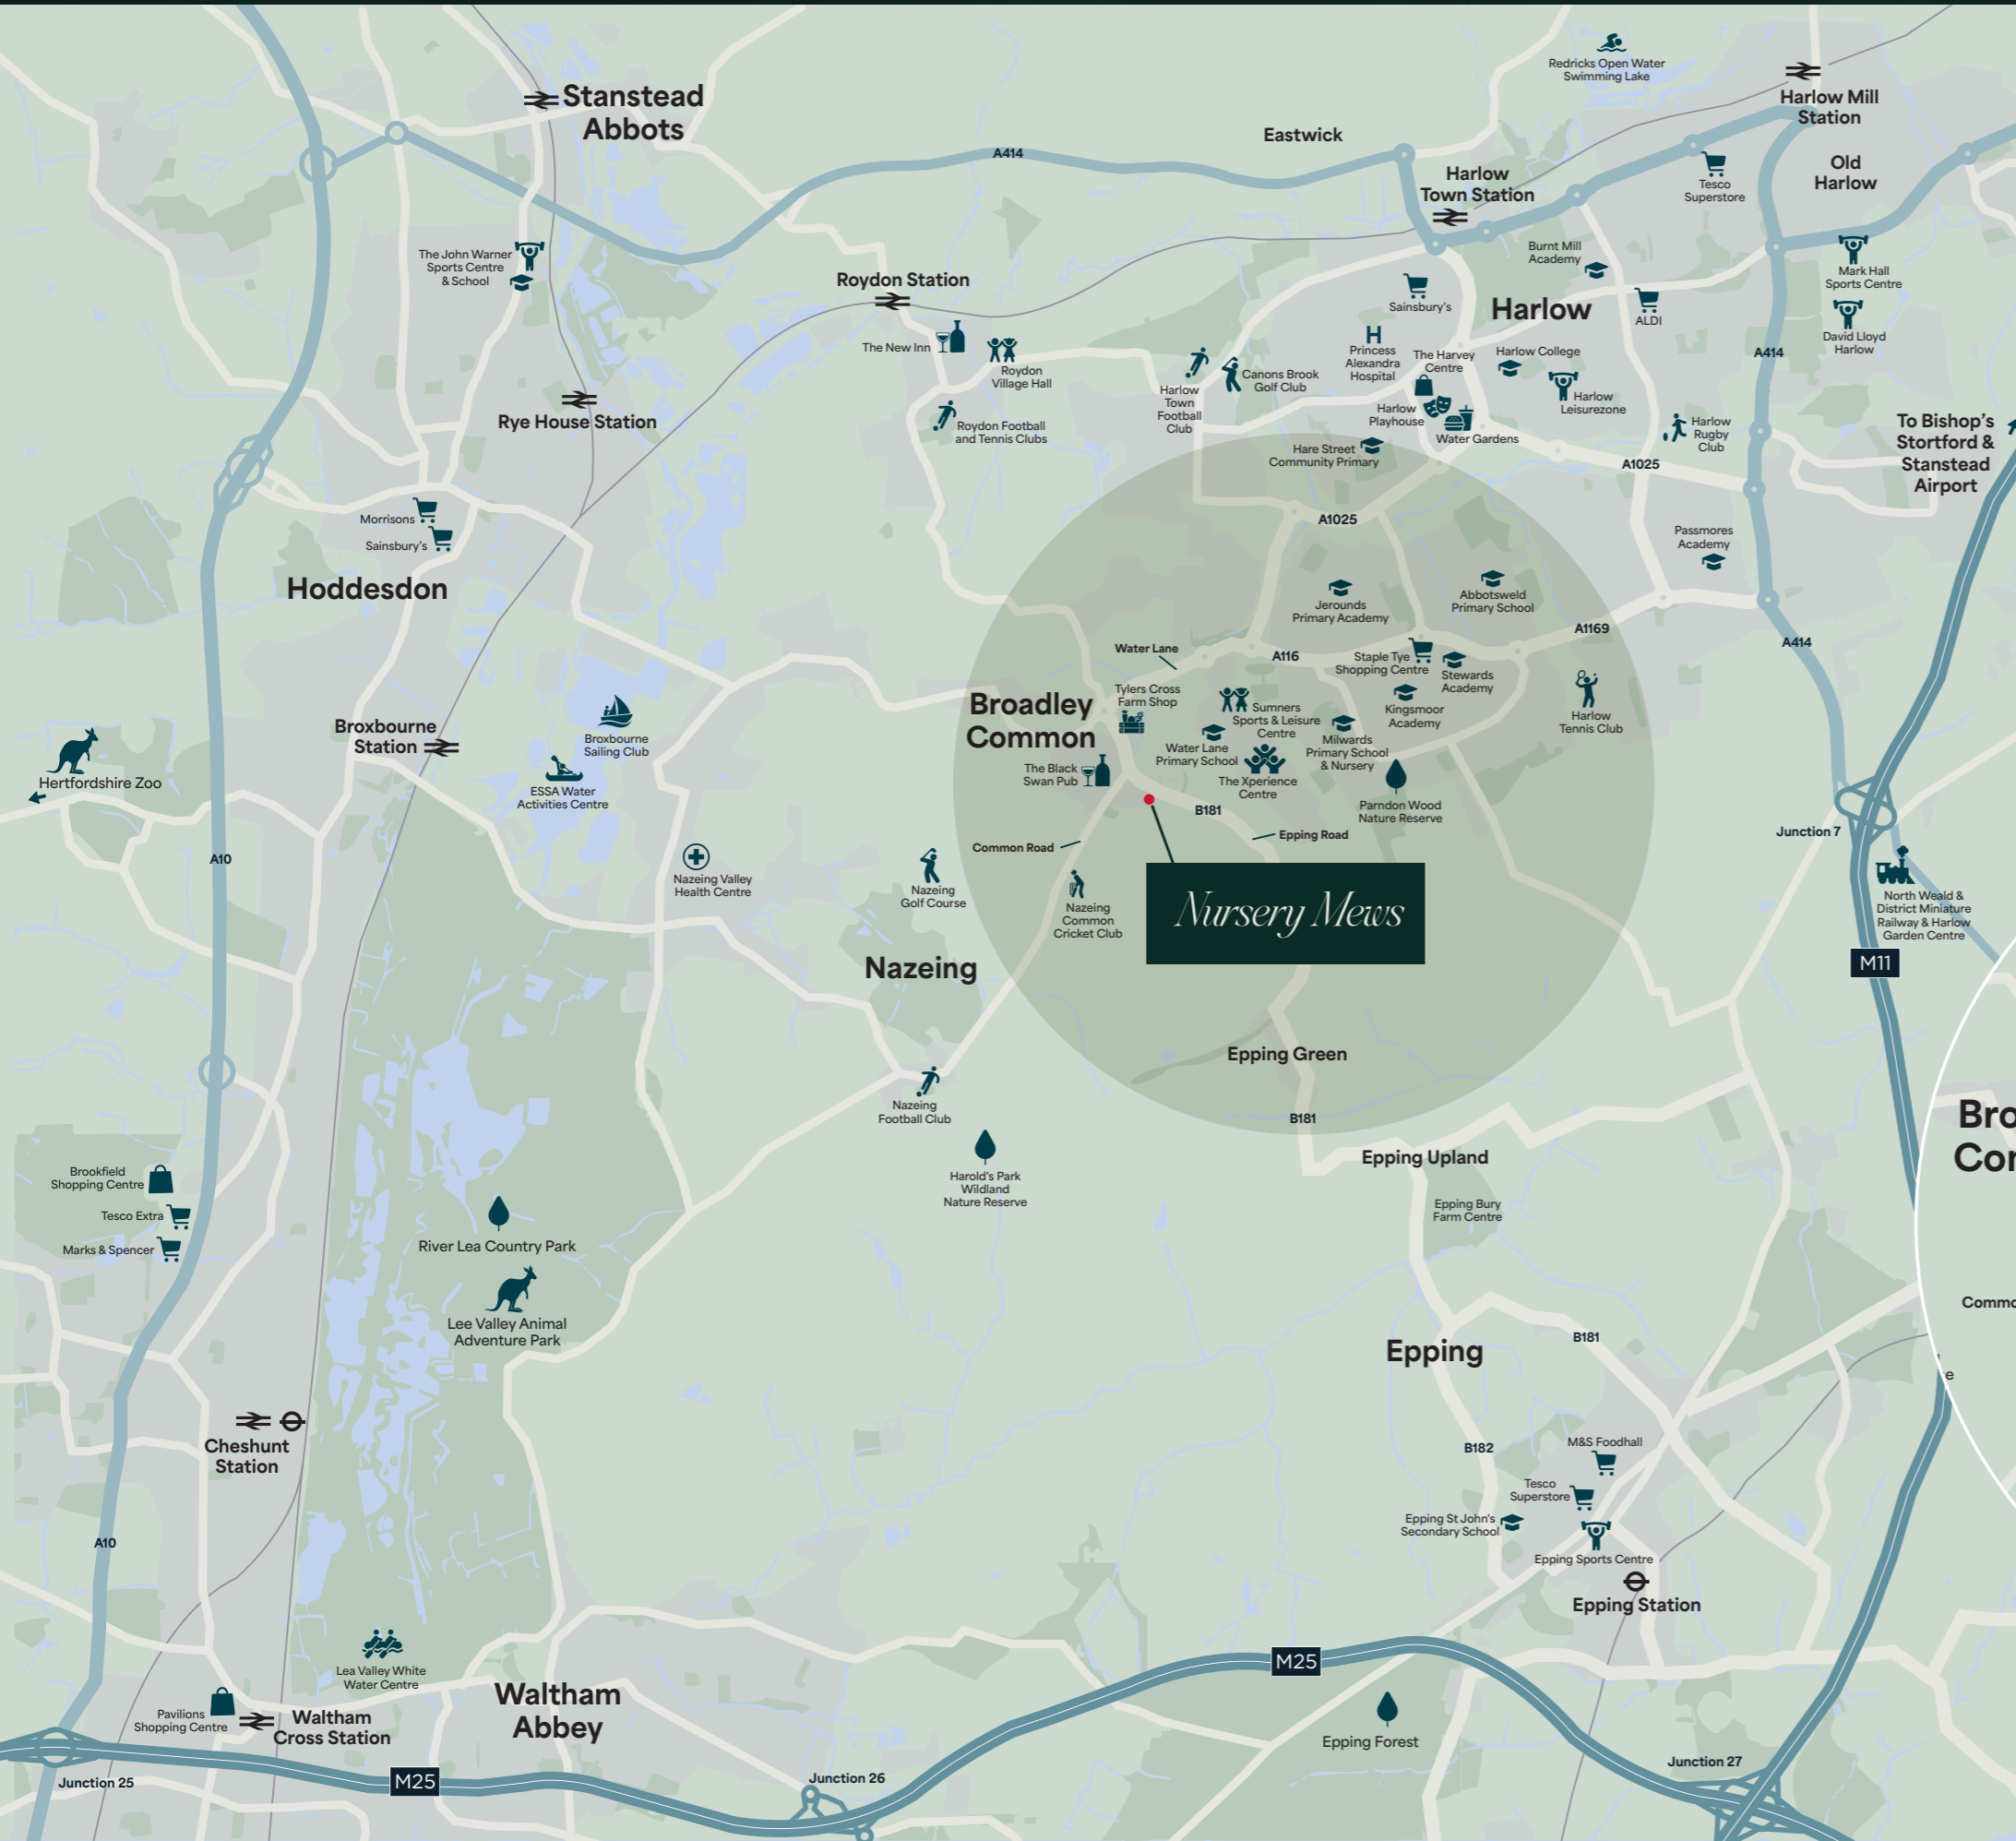 Redricks Open Water
Swimming Lake
Harlow Mill
Station
Stanstead
Abbots
Eastwick
A414
Harlow
Town Station
Tesco
Superstore
Old
Harlow
The John Warner
Sports Centre
& School
Burnt Mill
Academy
Mark Hall
Sports Centre
Roydon Station
Sainsbury's
Harlow
ALDI
David Lloyd
Harlow
The New Inn
Roydon
Village Hall
Princess
Alexandra
Hospital
The Harvey
Centre
Harlow College
A414
Canons Brook
Golf Club
Harlow
Town
Football
Club
Harlow
Leisurezone
Rye House Station
Roydon Football
and Tennis Clubs
Harlow
Playhouse
Water Gardens
Harlow
Rugby
Club
To Bishop's
Stortford &
Stanstead
Airport
Hare Street
Community Primary
A1025
Morrisons
Sainsbury's
A1025
Passmores
Academy
Hoddesdon
Jerounds
Primary Academy
Abbotsweld
Primary School
A1169
A414
Water Lane
A116
Staple Tye
Shopping Centre
Stewards
Academy
Tylers Cross
Farm Shop
Broadley
Common
Sumners
Sports & Leisure
Centre
Kingsmoor
Academy
Harlow
Tennis Club
Broxbourne
Station
Broxbourne
Sailing Club
Water Lane
Primary School
Milwards
Primary School
& Nursery
The Black
Swan Pub
The Xperience
Centre
Hertfordshire Zoo
ESSA Water
Activities Centre
B181
Parndon Wood
Nature Reserve
Epping Road
Junction 7
Common Road
A10
Nazeing Valley
Health Centre
Nazeing
Golf Course
Nazeing
Common
Cricket Club
Nursery Mews
North Weald &
District Miniature
Railway & Harlow
Garden Centre
M11
Nazeing
Epping Green
Nazeing
Football Club
B181
Bro
Cor
Epping Upland
Brookfield
Shopping Centre
Harold's Park
Wildland
Nature Reserve
Epping Bury
Farm Centre
Tesco Extra
Marks & Spencer
River Lea Country Park
Commo
Lee Valley Animal
Adventure Park
B181
Epping
e
Cheshunt
Station
B182
M&S Foodhall
Tesco
Superstore
Epping St John's
Secondary School
A10
Epping Sports Centre
Epping Station
Lea Valley White
Water Centre
M25
Waltham
Abbey
Pavilions
Shopping Centre
Waltham
Cross Station
Epping Forest
Junction 25
M25
Junction 26
Junction 27